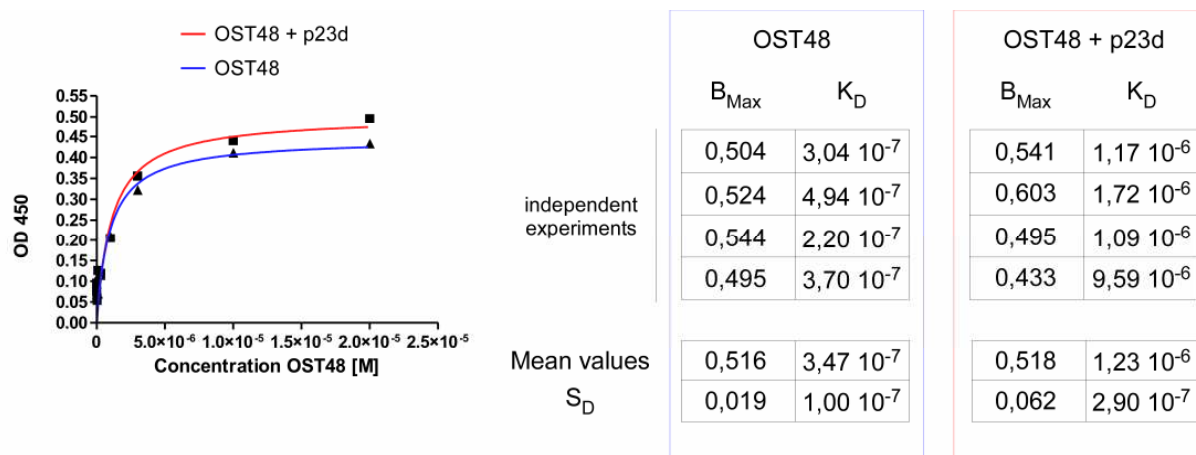 OST48 + p23d
OST48
0.55
0.50
0.45
0.40
0.35
0.30
0.25
0.20
0.15
0.10
0.05
0.00
OD 450
0 5.0×10⁻⁶ 1.0×10⁻⁵ 1.5×10⁻⁵ 2.0×10⁻⁵ 2.5×10⁻⁵
Concentration OST48 [M]
OST48 OST48 + p23d
B_Max K_D B_Max K_D
independent
experiments
0,504 3,04 10⁻⁷ 0,541 1,17 10⁻⁶
0,524 4,94 10⁻⁷ 0,603 1,72 10⁻⁶
0,544 2,20 10⁻⁷ 0,495 1,09 10⁻⁶
0,495 3,70 10⁻⁷ 0,433 9,59 10⁻⁶
Mean values 0,516 3,47 10⁻⁷ 0,518 1,23 10⁻⁶
S_D 0,019 1,00 10⁻⁷ 0,062 2,90 10⁻⁷